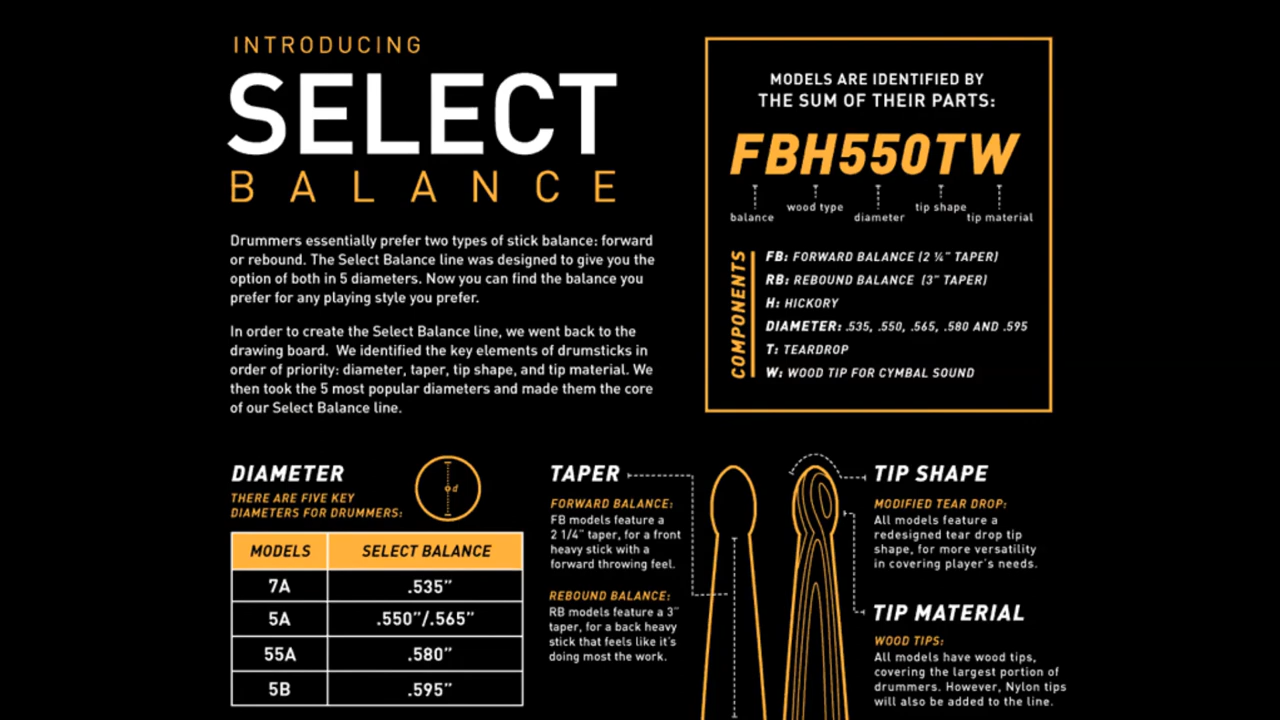 INTRODUCING
SELECT
BALANCE
Drummers essentially prefer two types of stick balance: forward
or rebound. The Select Balance line was designed to give you the
option of both in 5 diameters. Now you can find the balance you
prefer for any playing style you prefer.
In order to create the Select Balance line, we went back to the
drawing board. We identified the key elements of drumsticks in
order of priority: diameter, taper, tip shape, and tip material. We
then took the 5 most popular diameters and made them the core
of our Select Balance line.
MODELS ARE IDENTIFIED BY
THE SUM OF THEIR PARTS:
FBH550TW
balance wood type diameter tip shape tip material
COMPONENTS
FB: FORWARD BALANCE (2 ¼" TAPER)
RB: REBOUND BALANCE (3" TAPER)
H: HICKORY
DIAMETER: .535, .550, .565, .580 AND .595
T: TEARDROP
W: WOOD TIP FOR CYMBAL SOUND
DIAMETER
THERE ARE FIVE KEY
DIAMETERS FOR DRUMMERS:
d
MODELS SELECT BALANCE
7A .535"
5A .550"/.565"
55A .580"
5B .595"
TAPER
FORWARD BALANCE:
FB models feature a
2 1/4" taper, for a front
heavy stick with a
forward throwing feel.
REBOUND BALANCE:
RB models feature a 3"
taper, for a back heavy
stick that feels like it's
doing most the work.
TIP SHAPE
MODIFIED TEAR DROP:
All models feature a
redesigned tear drop tip
shape, for more versatility
in covering player's needs.
TIP MATERIAL
WOOD TIPS:
All models have wood tips,
covering the largest portion of
drummers. However, Nylon tips
will also be added to the line.